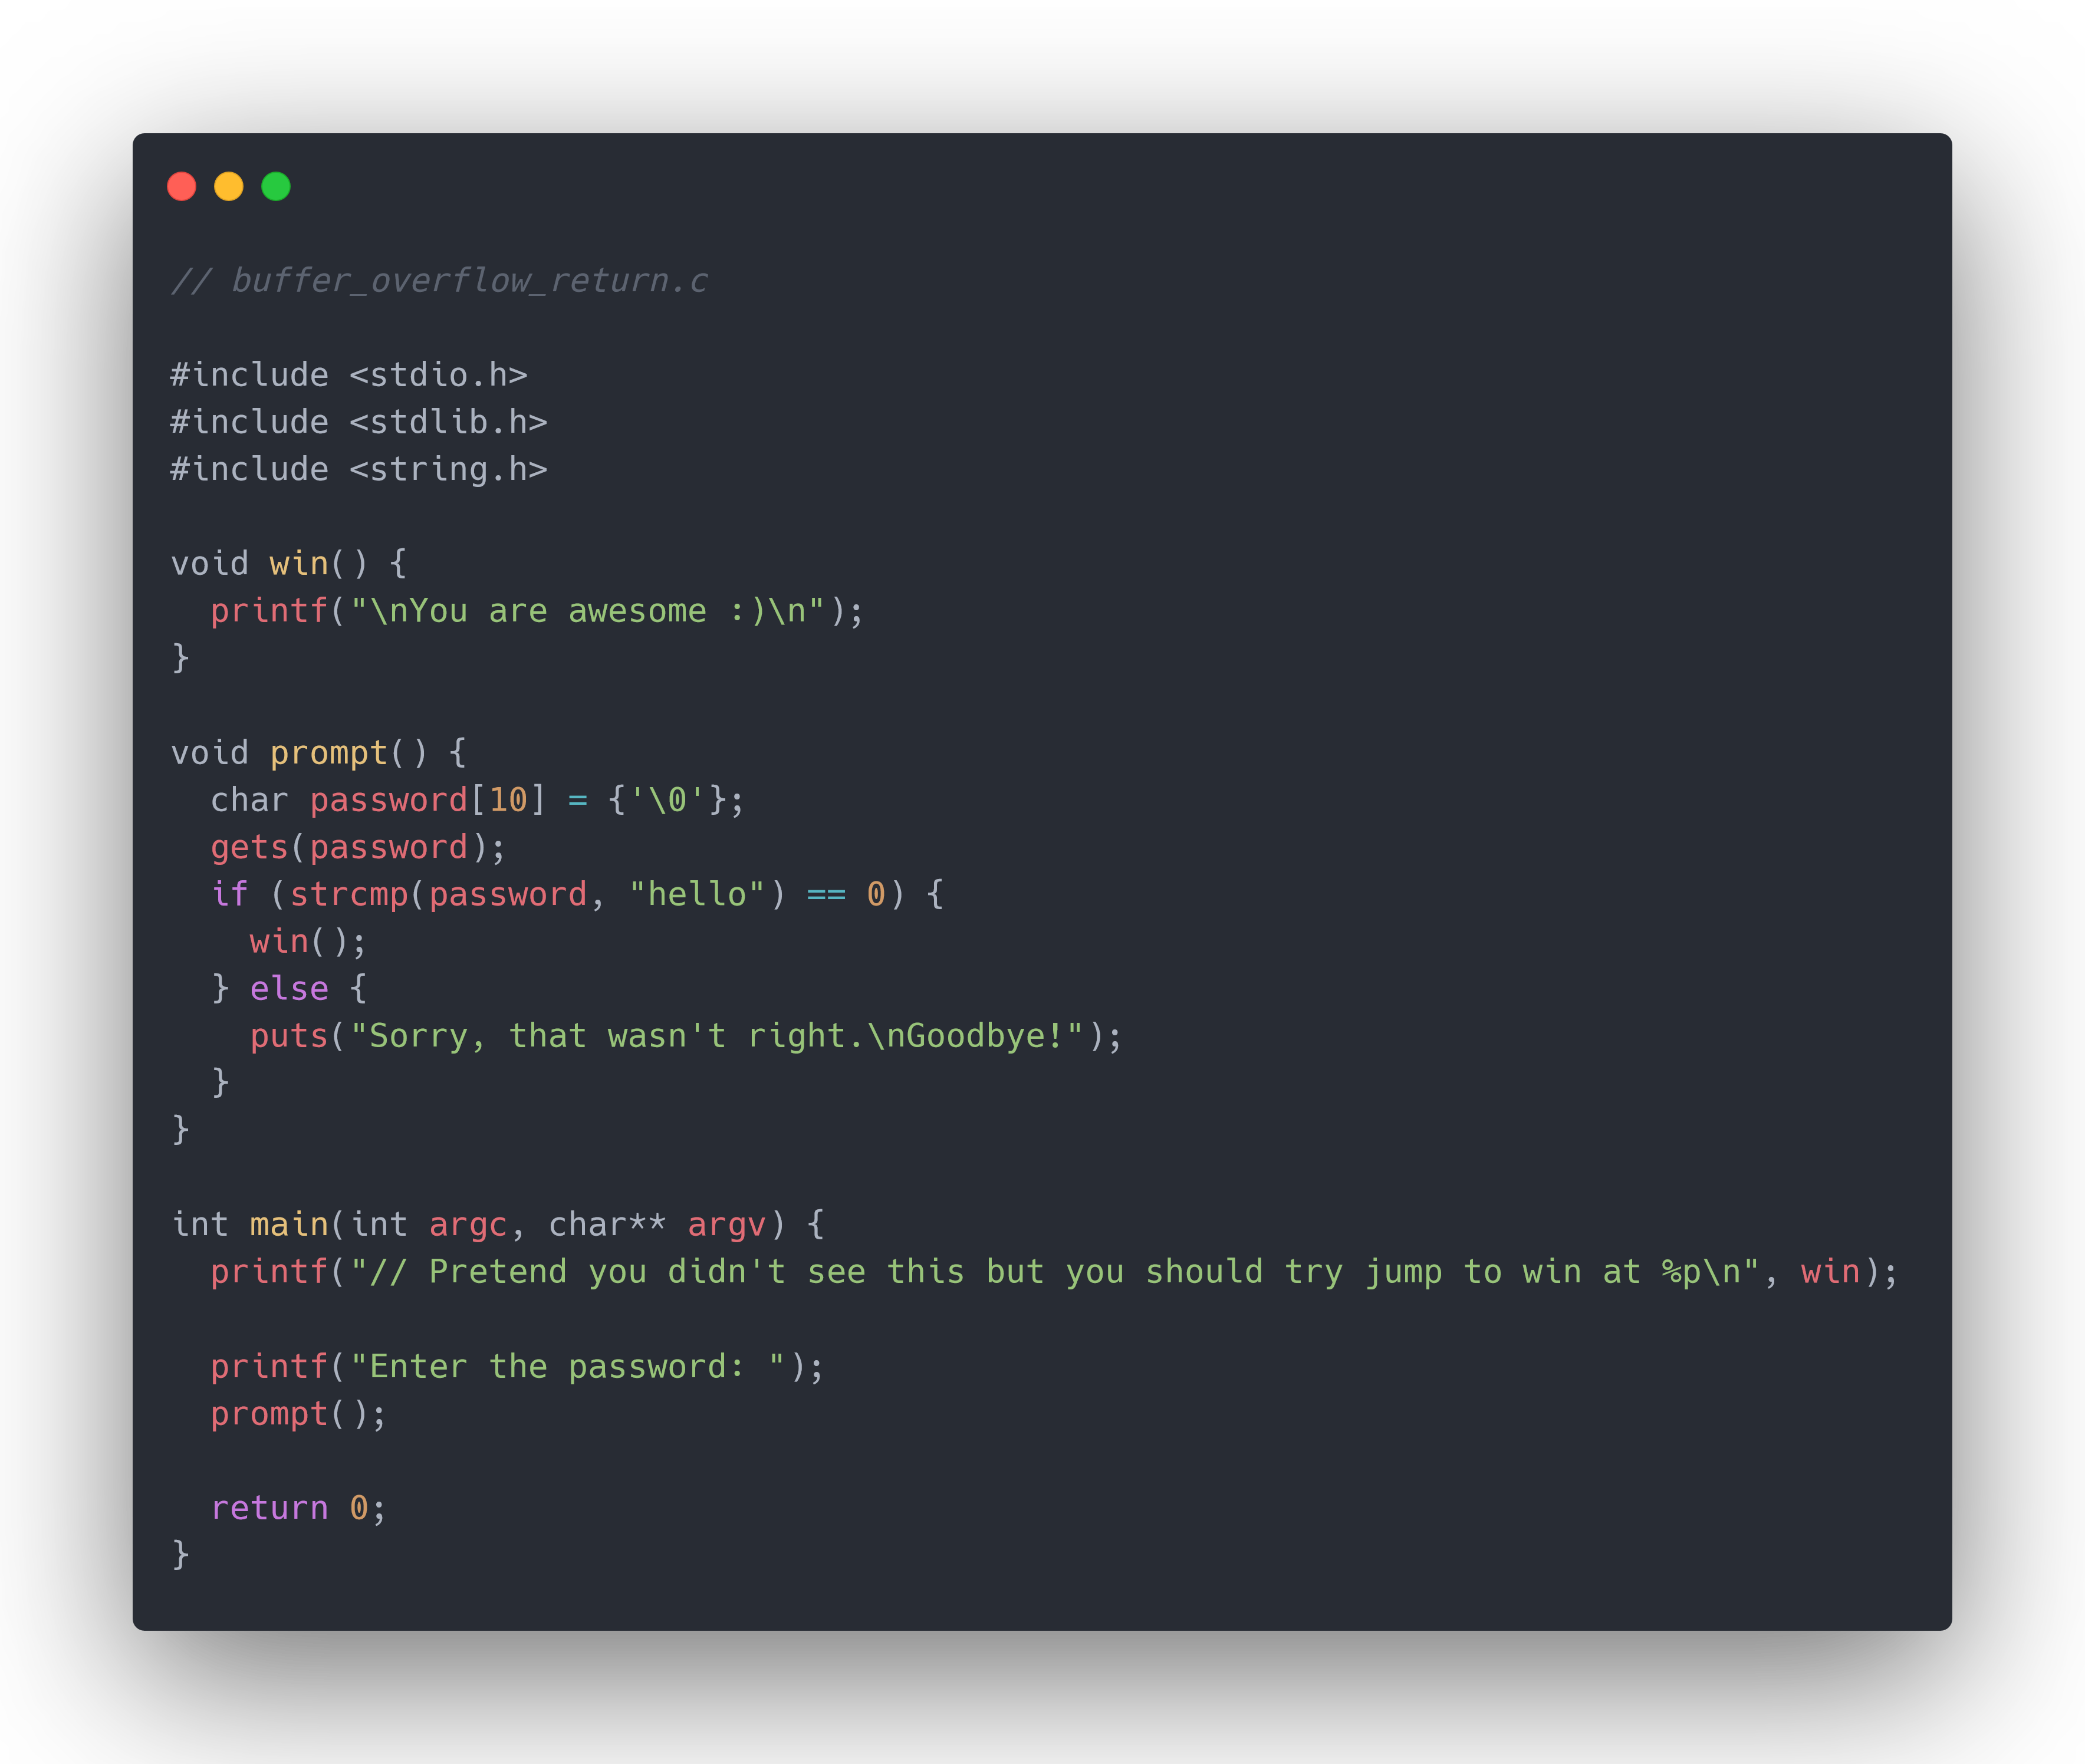 // buffer_overflow_return.c

#include <stdio.h>
#include <stdlib.h>
#include <string.h>

void win() {
  printf("\nYou are awesome :)\n");
}

void prompt() {
  char password[10] = {'\0'};
  gets(password);
  if (strcmp(password, "hello") == 0) {
    win();
  } else {
    puts("Sorry, that wasn't right.\nGoodbye!");
  }
}

int main(int argc, char** argv) {
  printf("// Pretend you didn't see this but you should try jump to win at %p\n", win);

  printf("Enter the password: ");
  prompt();

  return 0;
}